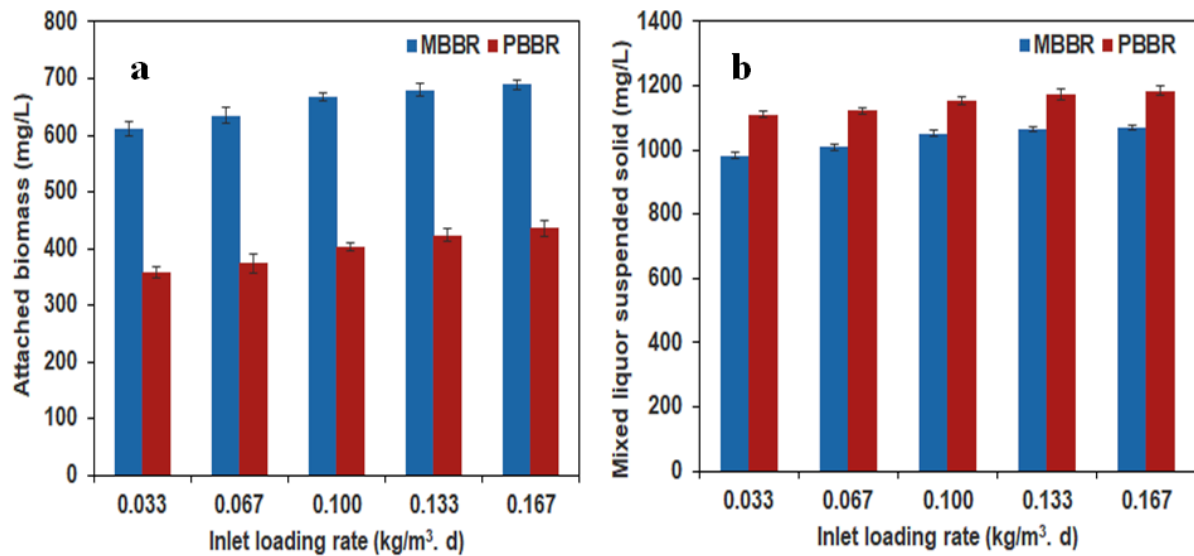 800
700
600
500
400
300
200
100
0
Attached biomass (mg/L)
a
MBBR PBBR
0.033 0.067 0.100 0.133 0.167
Inlet loading rate (kg/m³. d)
1400
1200
1000
800
600
400
200
0
Mixed liquor suspended solid (mg/L)
b
MBBR PBBR
0.033 0.067 0.100 0.133 0.167
Inlet loading rate (kg/m³. d)